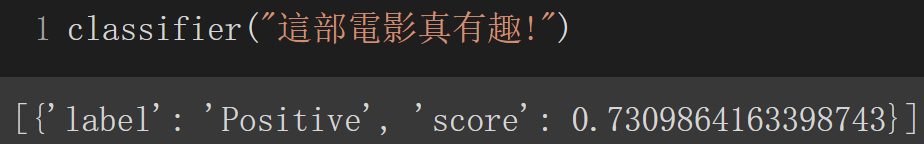 1 classifier("這部電影真有趣!")
[{'label': 'Positive', 'score': 0.7309864163398743}]